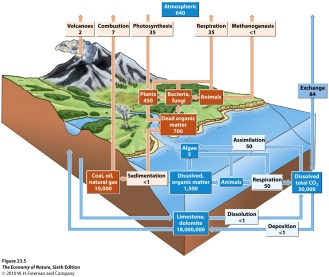 Atmospheric
640
Volcanoes
2
Combustion
7
Photosynthesis
35
Respiration
35
Methanogenesis
<1
Plants
450
Bacteria,
fungi
Animals
Exchange
84
Dead organic
matter
700
Assimilation
50
Algae
5
Coal, oil,
natural gas
10,000
Sedimentation
<1
Dissolved,
organic matter
1,500
Animals
Respiration
50
Dissolved
total CO2
30,000
Limestone,
dolomite
18,000,000
Dissolution
<1
Deposition
<1
Figure 23.5
The Economy of Nature, Sixth Edition
© 2010 W. H. Freeman and Company